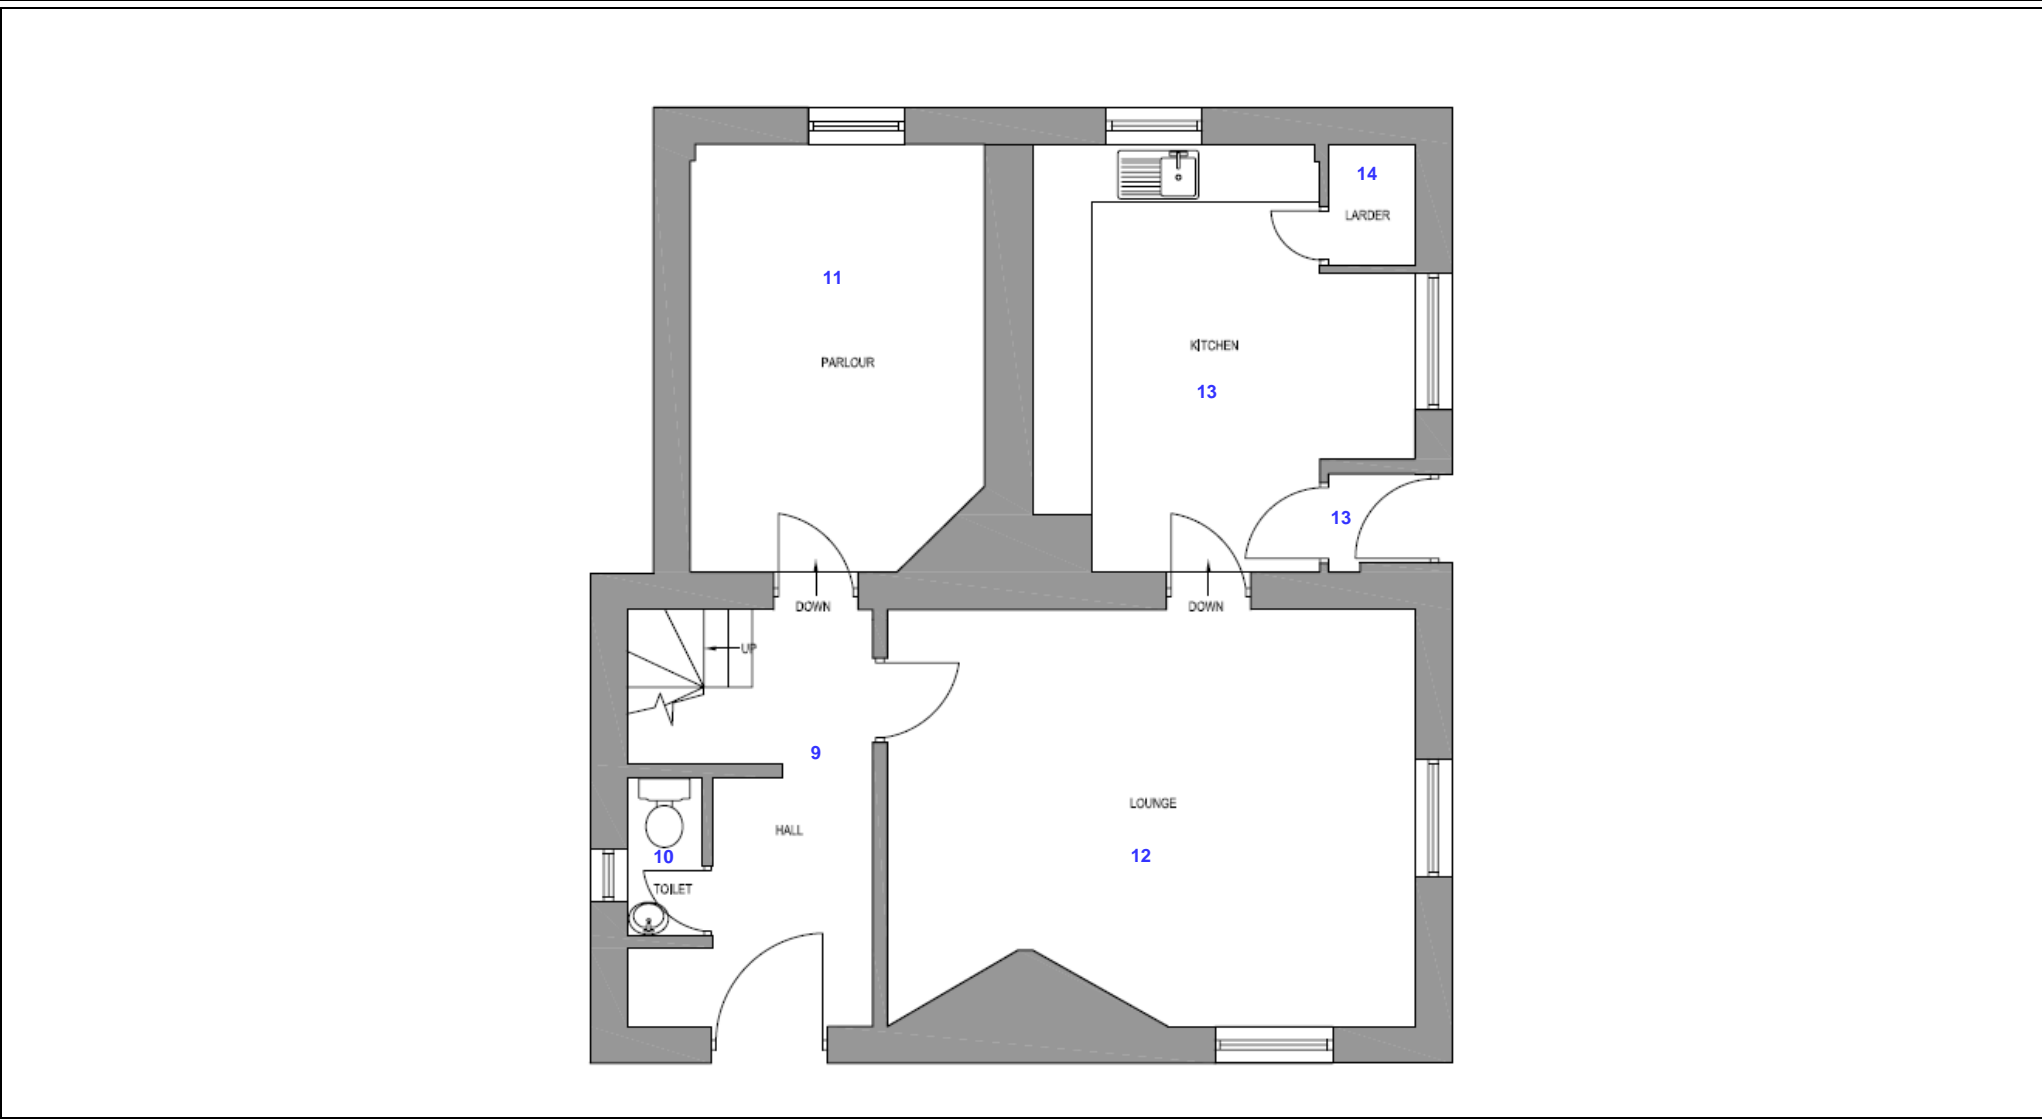 14
LARDER
11
KITCHEN
PARLOUR
13
13
DOWN
DOWN
UP
9
LOUNGE
HALL
12
10
TOILET